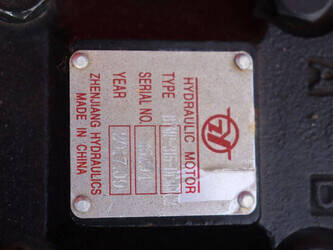 HYDRAULIC MOTOR
TYPE
SERIAL NO.
YEAR
ZHENJIANG HYDRAULICS
MADE IN CHINA
A
B